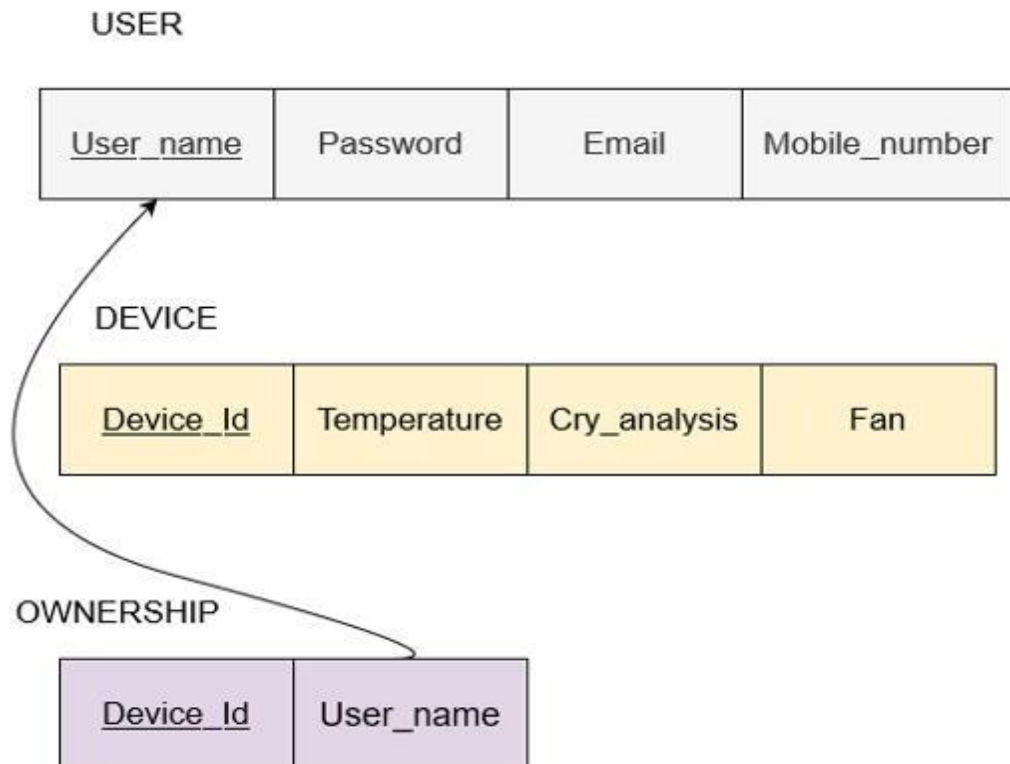 USER
User_name Password Email Mobile_number
DEVICE
Device_Id Temperature Cry_analysis Fan
OWNERSHIP
Device_Id User_name